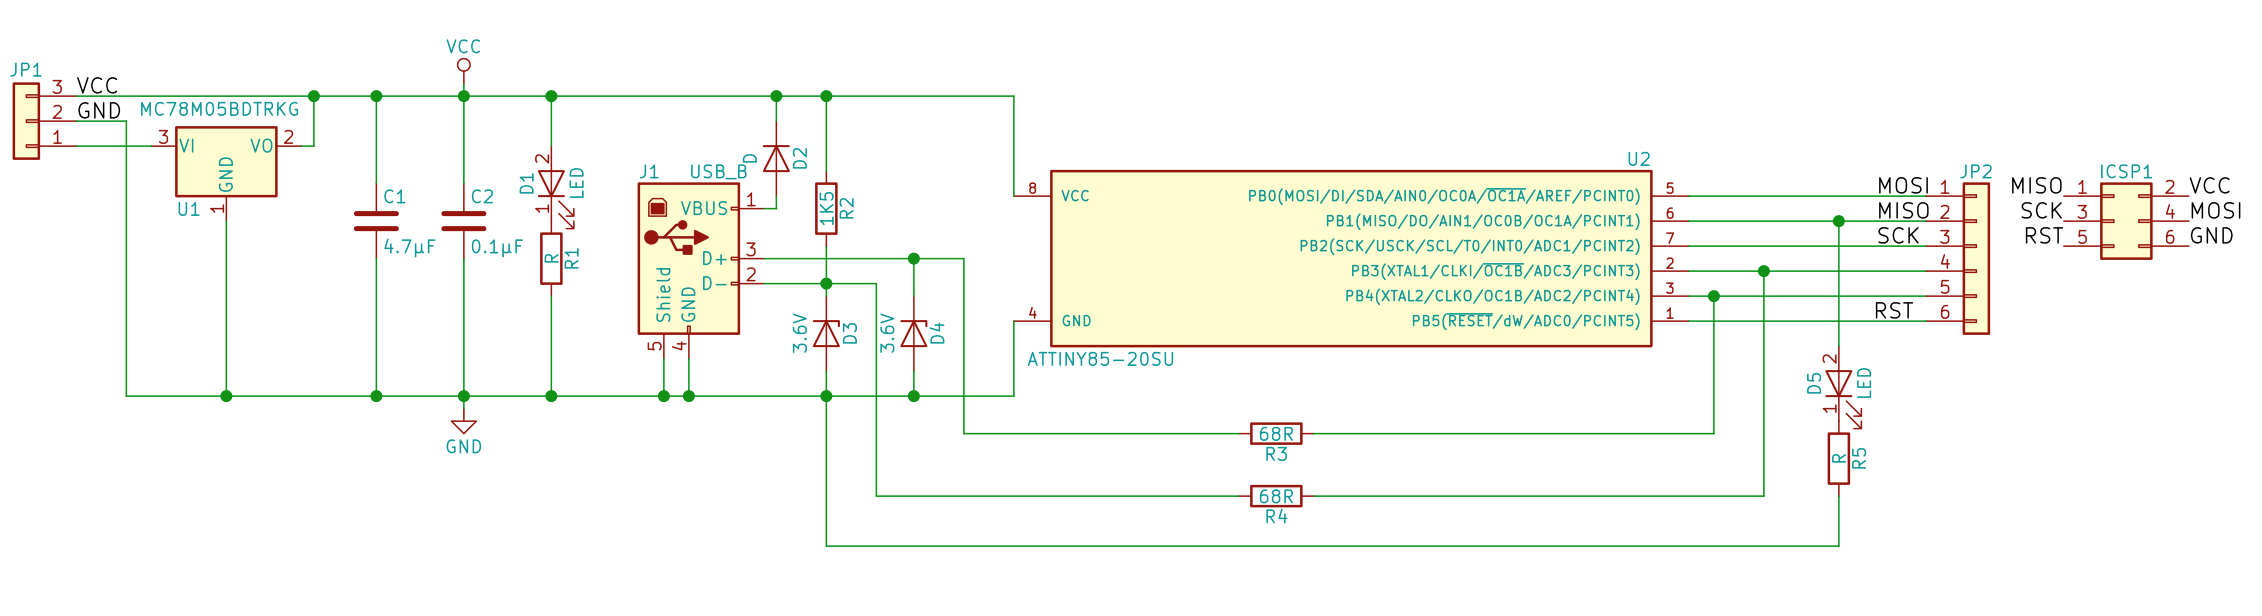 JP1
3 VCC
2 GND
1
MC78M05BDTRKG
3 VI
VO 2
GND
1
U1
VCC
C1
4.7µF
C2
0.1µF
GND
2
D1
LED
1
R
R1
J1
USB_B
VBUS 1
D+ 3
D- 2
Shield
GND
5
4
D
D2
1K5
R2
3.6V
D3
3.6V
D4
U2
8 VCC
4 GND
PB0(MOSI/DI/SDA/AIN0/OC0A/OC1A/AREF/PCINT0) 5
PB1(MISO/DO/AIN1/OC0B/OC1A/PCINT1) 6
PB2(SCK/USCK/SCL/T0/INT0/ADC1/PCINT2) 7
PB3(XTAL1/CLKI/OC1B/ADC3/PCINT3) 2
PB4(XTAL2/CLKO/OC1B/ADC2/PCINT4) 3
PB5(RESET/dW/ADC0/PCINT5) 1
ATTINY85-20SU
68R
R3
68R
R4
JP2
MOSI 1
MISO 2
SCK 3
4
5
RST 6
2
D5
LED
1
R
R5
ICSP1
MISO 1 2 VCC
SCK 3 4 MOSI
RST 5 6 GND